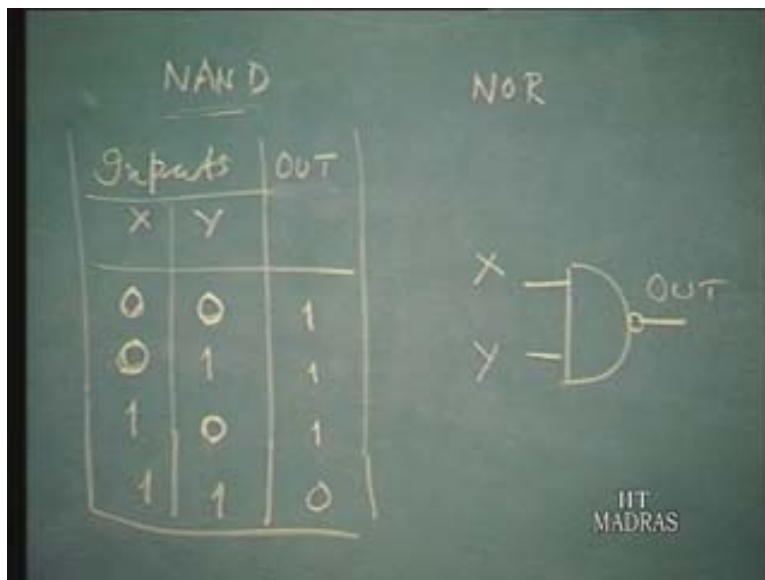 NAND NOR
Inputs OUT
X Y
0 0 1
0 1 1
1 0 1
1 1 0
X OUT
Y
IIT
MADRAS